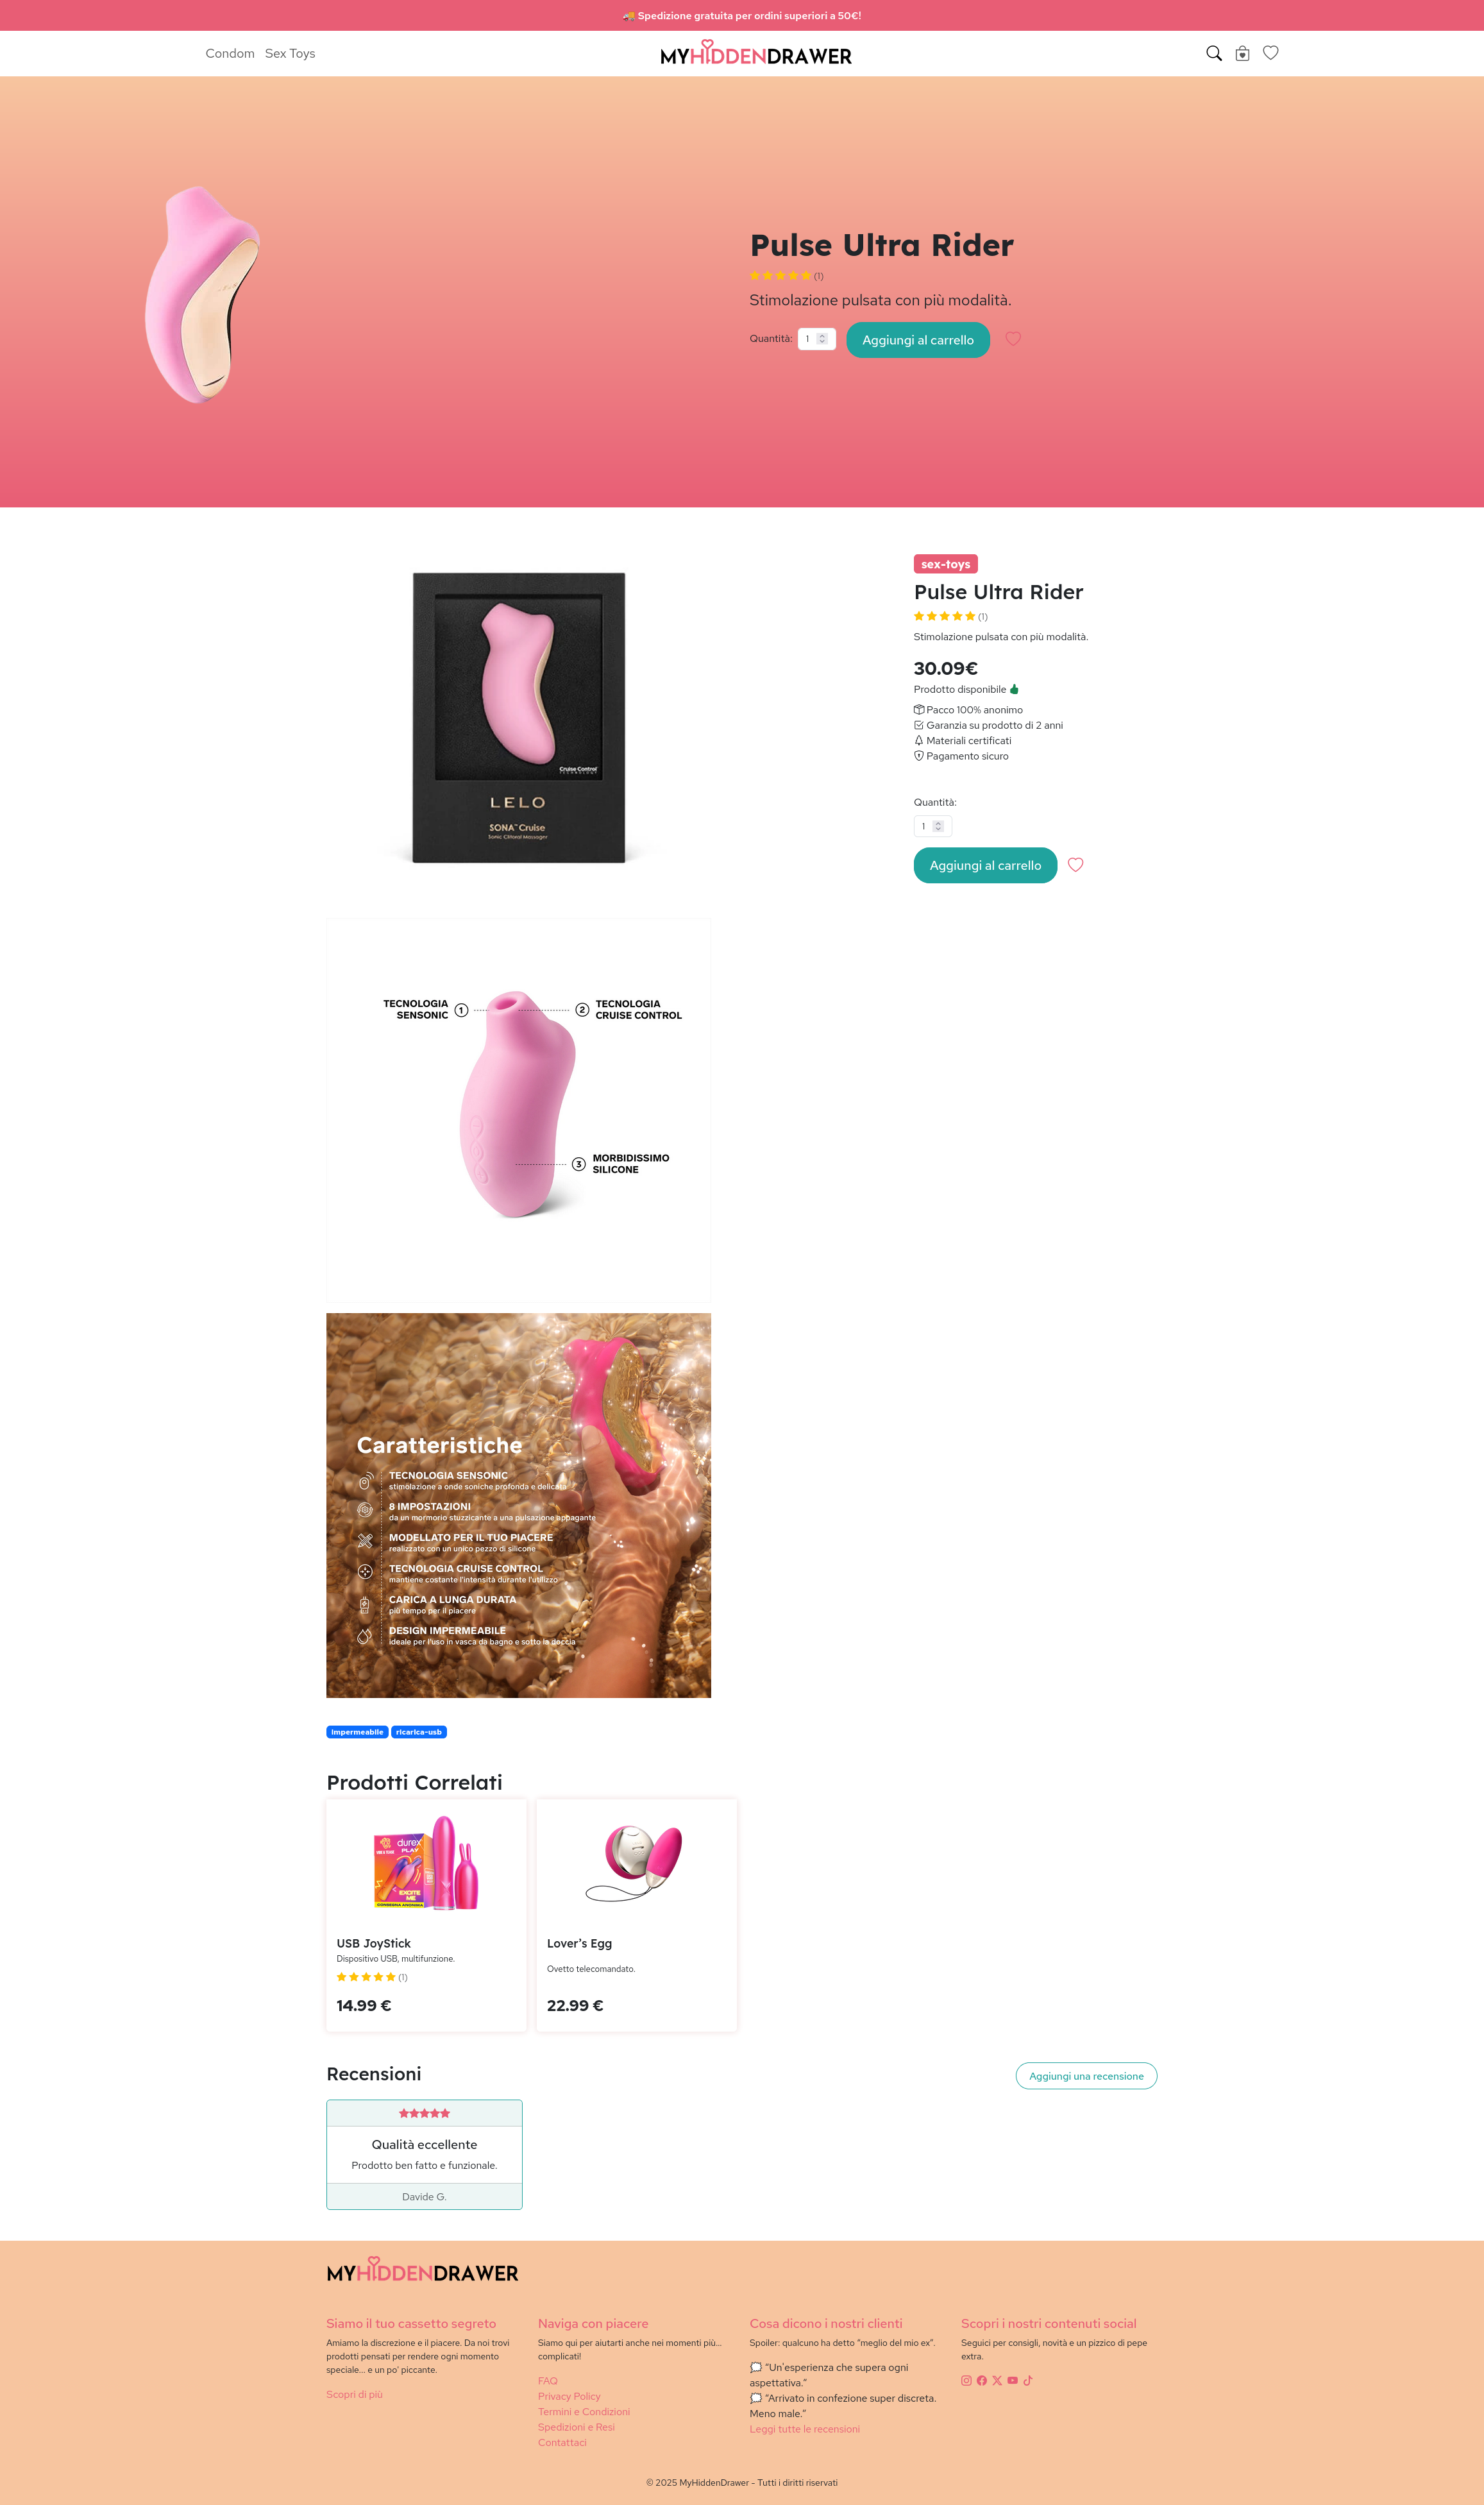 🚚 Spedizione gratuita per ordini superiori a 50€!
Condom Sex Toys
MYHIDDENDRAWER
Pulse Ultra Rider
(1)
Stimolazione pulsata con più modalità.
Quantità: 1 Aggiungi al carrello
sex-toys
Pulse Ultra Rider
(1)
Stimolazione pulsata con più modalità.
30.09€
Prodotto disponibile
Pacco 100% anonimo
Garanzia su prodotto di 2 anni
Materiali certificati
Pagamento sicuro
Quantità:
1
Aggiungi al carrello
Cruise Control
TECHNOLOGY
LELO
SONA™ Cruise
Sonic Clitoral Massager
TECNOLOGIA
SENSONIC
1
2
TECNOLOGIA
CRUISE CONTROL
3
MORBIDISSIMO
SILICONE
Caratteristiche
TECNOLOGIA SENSONIC
stimolazione a onde soniche profonda e delicata
8 IMPOSTAZIONI
da un mormorio stuzzicante a una pulsazione appagante
MODELLATO PER IL TUO PIACERE
realizzato con un unico pezzo di silicone
TECNOLOGIA CRUISE CONTROL
mantiene costante l'intensità durante l'utilizzo
CARICA A LUNGA DURATA
più tempo per il piacere
DESIGN IMPERMEABILE
ideale per l'uso in vasca da bagno e sotto la doccia
impermeabile ricarica-usb
Prodotti Correlati
durex
PLAY
EXCITE
ME
CONSEGNA ANONIMA
USB JoyStick
Dispositivo USB, multifunzione.
(1)
14.99 €
Lover's Egg
Ovetto telecomandato.
22.99 €
Recensioni
Aggiungi una recensione
Qualità eccellente
Prodotto ben fatto e funzionale.
Davide G.
MYHIDDENDRAWER
Siamo il tuo cassetto segreto
Amiamo la discrezione e il piacere. Da noi trovi
prodotti pensati per rendere ogni momento
speciale... e un po' piccante.
Scopri di più
Naviga con piacere
Siamo qui per aiutarti anche nei momenti più...
complicati!
FAQ
Privacy Policy
Termini e Condizioni
Spedizioni e Resi
Contattaci
Cosa dicono i nostri clienti
Spoiler: qualcuno ha detto “meglio del mio ex”.
💭 “Un'esperienza che supera ogni
aspettativa.”
💭 “Arrivato in confezione super discreta.
Meno male.”
Leggi tutte le recensioni
Scopri i nostri contenuti social
Seguici per consigli, novità e un pizzico di pepe
extra.
© 2025 MyHiddenDrawer - Tutti i diritti riservati